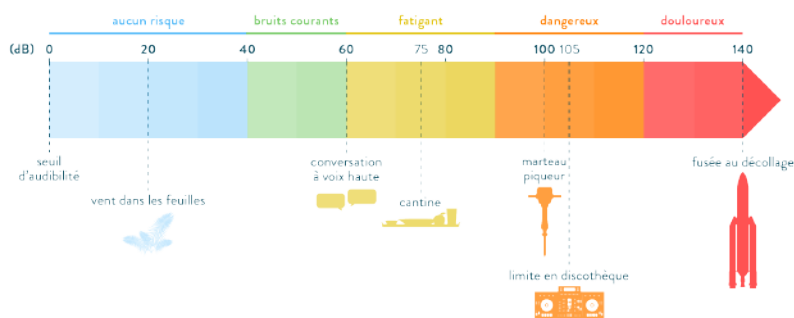 aucun risque
bruits courants
fatigant
dangereux
douloureux
(dB)
0
20
40
60
75
80
100
105
120
140
seuil
d'audibilité
vent dans les feuilles
conversation
à voix haute
cantine
marteau
piqueur
limite en discothèque
fusée au décollage